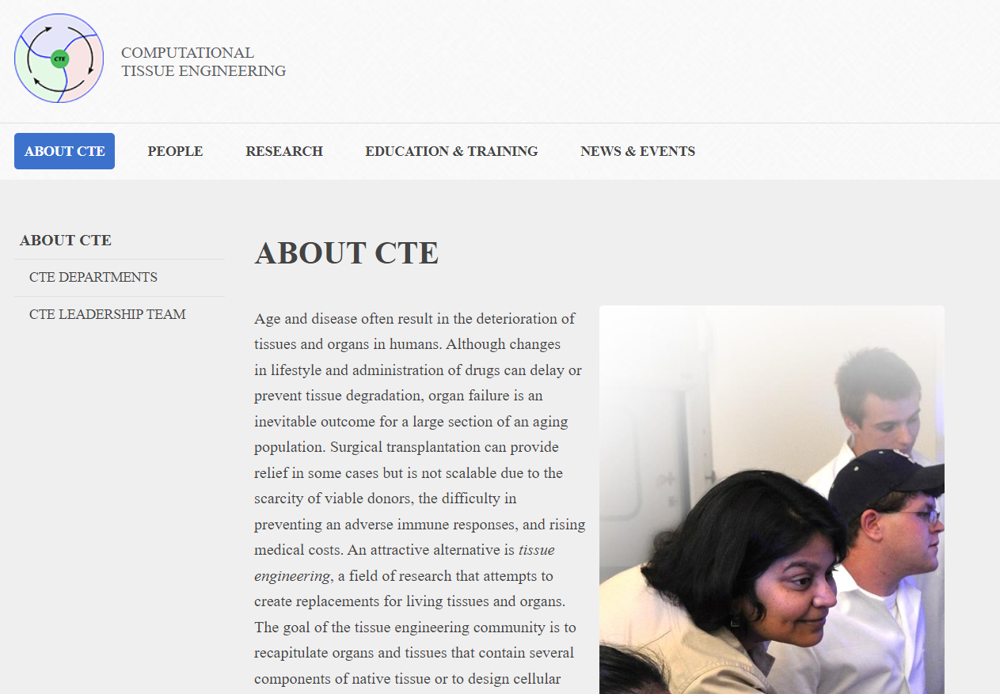 CTE
COMPUTATIONAL
TISSUE ENGINEERING
ABOUT CTE
PEOPLE
RESEARCH
EDUCATION & TRAINING
NEWS & EVENTS
ABOUT CTE
CTE DEPARTMENTS
CTE LEADERSHIP TEAM
ABOUT CTE
Age and disease often result in the deterioration of
tissues and organs in humans. Although changes
in lifestyle and administration of drugs can delay or
prevent tissue degradation, organ failure is an
inevitable outcome for a large section of an aging
population. Surgical transplantation can provide
relief in some cases but is not scalable due to the
scarcity of viable donors, the difficulty in
preventing an adverse immune responses, and rising
medical costs. An attractive alternative is tissue
engineering, a field of research that attempts to
create replacements for living tissues and organs.
The goal of the tissue engineering community is to
recapitulate organs and tissues that contain several
components of native tissue or to design cellular